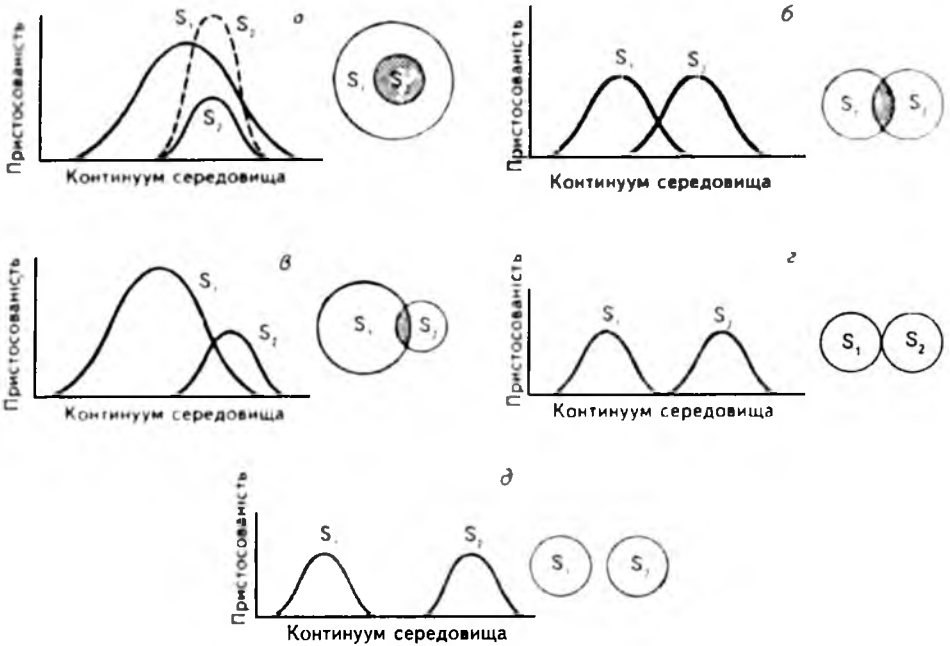 а
Пристосованість
S₁
S₂
S₂
Континуум середовища
S₁
S₂
б
Пристосованість
S₁
S₂
Континуум середовища
S₁
S₂
в
Пристосованість
S₁
S₂
Континуум середовища
S₁
S₂
г
Пристосованість
S₁
S₂
Континуум середовища
S₁
S₂
д
Пристосованість
S₁
S₂
Континуум середовища
S₁
S₂